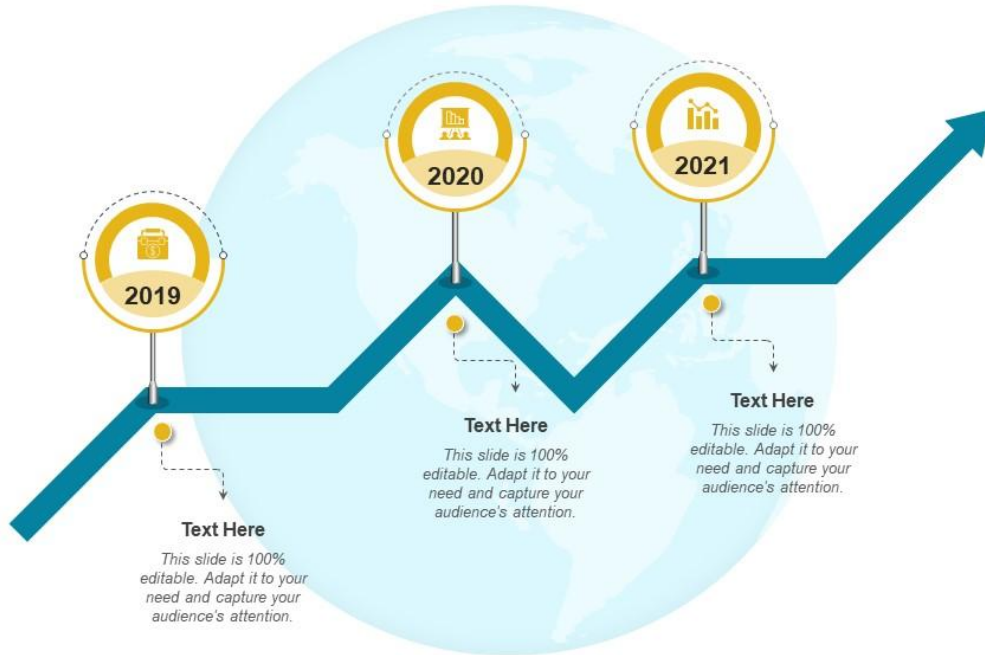 2019
Text Here
This slide is 100%
editable. Adapt it to your
need and capture your
audience's attention.
2020
Text Here
This slide is 100%
editable. Adapt it to your
need and capture your
audience's attention.
2021
Text Here
This slide is 100%
editable. Adapt it to your
need and capture your
audience's attention.